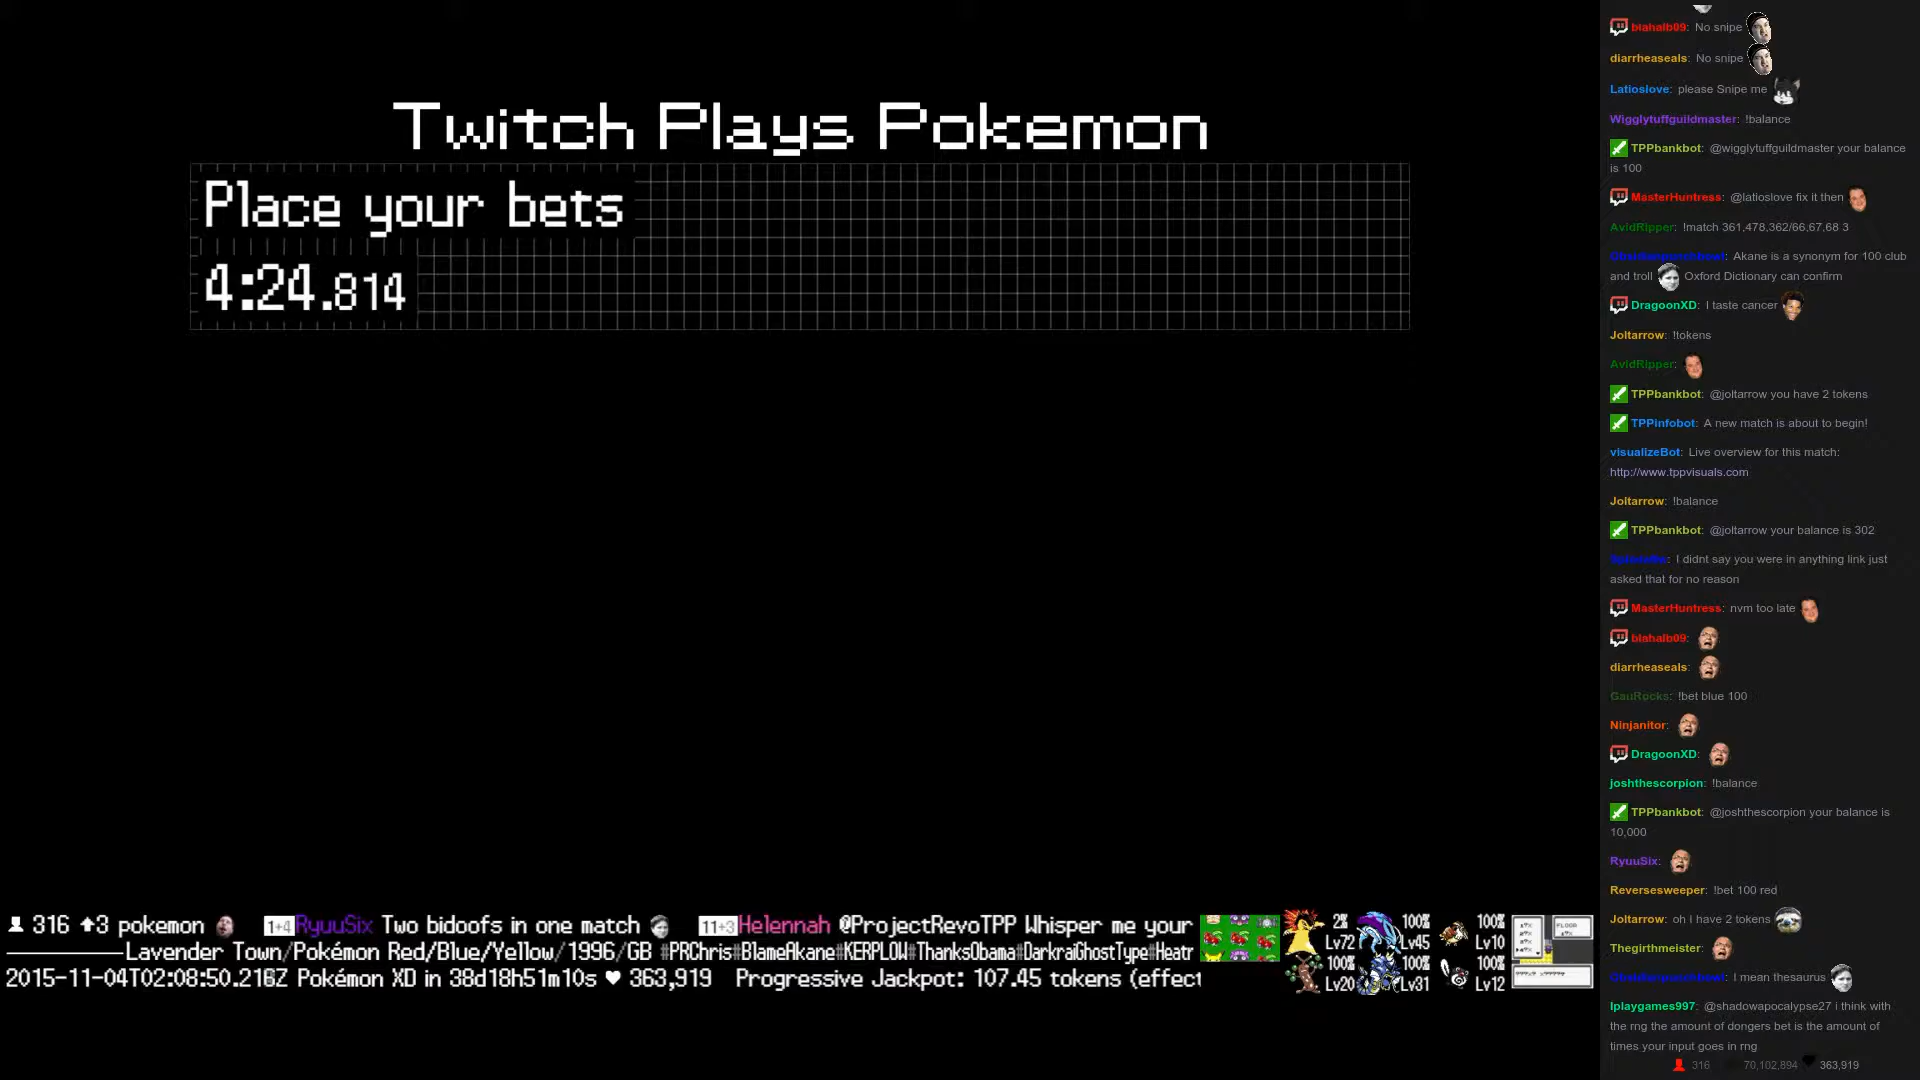 Twitch Plays Pokemon
Place your bets
4:24.814
316 3 pokemon 1+4 RyuuSix Two bidoofs in one match 11+3 Helennah @ProjectRevoTPP Whisper me your
Lavender Town/Pokémon Red/Blue/Yellow/1996/GB #PRChris#BlameAkane#KERPLOW#ThanksObama#DarkraiGhostType#Heatr
Pokémon XD in 38d18h51m10s ♥ 363,919 Progressive Jackpot: 107.45 tokens (effect
2% 100% 100%
Lv72 Lv45 Lv10
100% 100% 100%
Lv20 Lv31 Lv12
FLOOR
blahalb09: No snipe
diarrheaseals: No snipe
Latioslove: please Snipe me
Wigglytuffguildmaster: !balance
TPPbankbot: @wigglytuffguildmaster your balance
is 100
MasterHuntress: @latioslove fix it then
AvidRipper: !match 361,478,362/66,67,68 3
Akane is a synonym for 100 club
and troll Oxford Dictionary can confirm
DragoonXD: I taste cancer
Joltarrow: !tokens
AvidRipper:
TPPbankbot: @joltarrow you have 2 tokens
TPPinfobot: A new match is about to begin!
visualizeBot: Live overview for this match:
http://www.tppvisuals.com
Joltarrow: !balance
TPPbankbot: @joltarrow your balance is 302
I didnt say you were in anything link just
asked that for no reason
MasterHuntress: nvm too late
blahalb09:
diarrheaseals:
GauRocks: !bet blue 100
Ninjanitor:
DragoonXD:
joshthescorpion: !balance
TPPbankbot: @joshthescorpion your balance is
10,000
RyuuSix:
Reversesweeper: !bet 100 red
Joltarrow: oh I have 2 tokens
Thegirthmeister:
I mean thesaurus
Iplaygames997: @shadowapocalypse27 i think with
the rng the amount of dongers bet is the amount of
times your input goes in rng
316 70,102,894 363,919